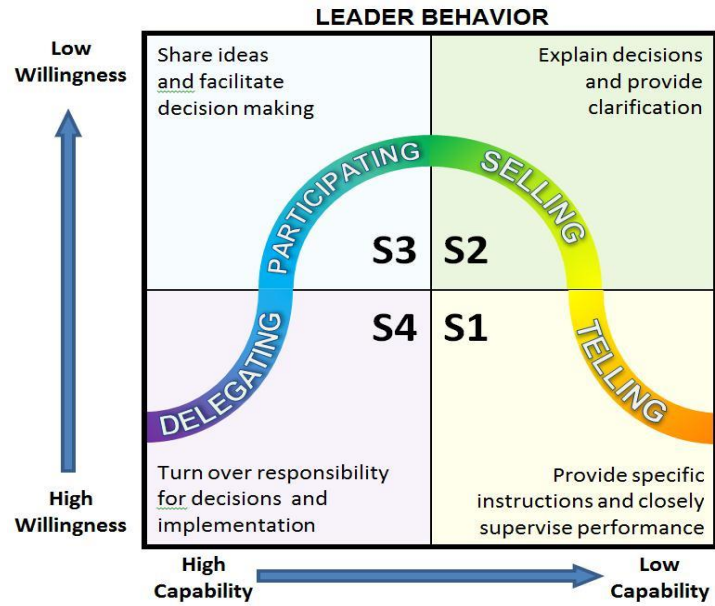 LEADER BEHAVIOR
Low
Willingness
Share ideas
and facilitate
decision making
Explain decisions
and provide
clarification
PARTICIPATING
SELLING
S3
S2
S4
S1
DELEGATING
TELLING
High
Willingness
Turn over responsibility
for decisions and
implementation
Provide specific
instructions and closely
supervise performance
High
Capability
Low
Capability